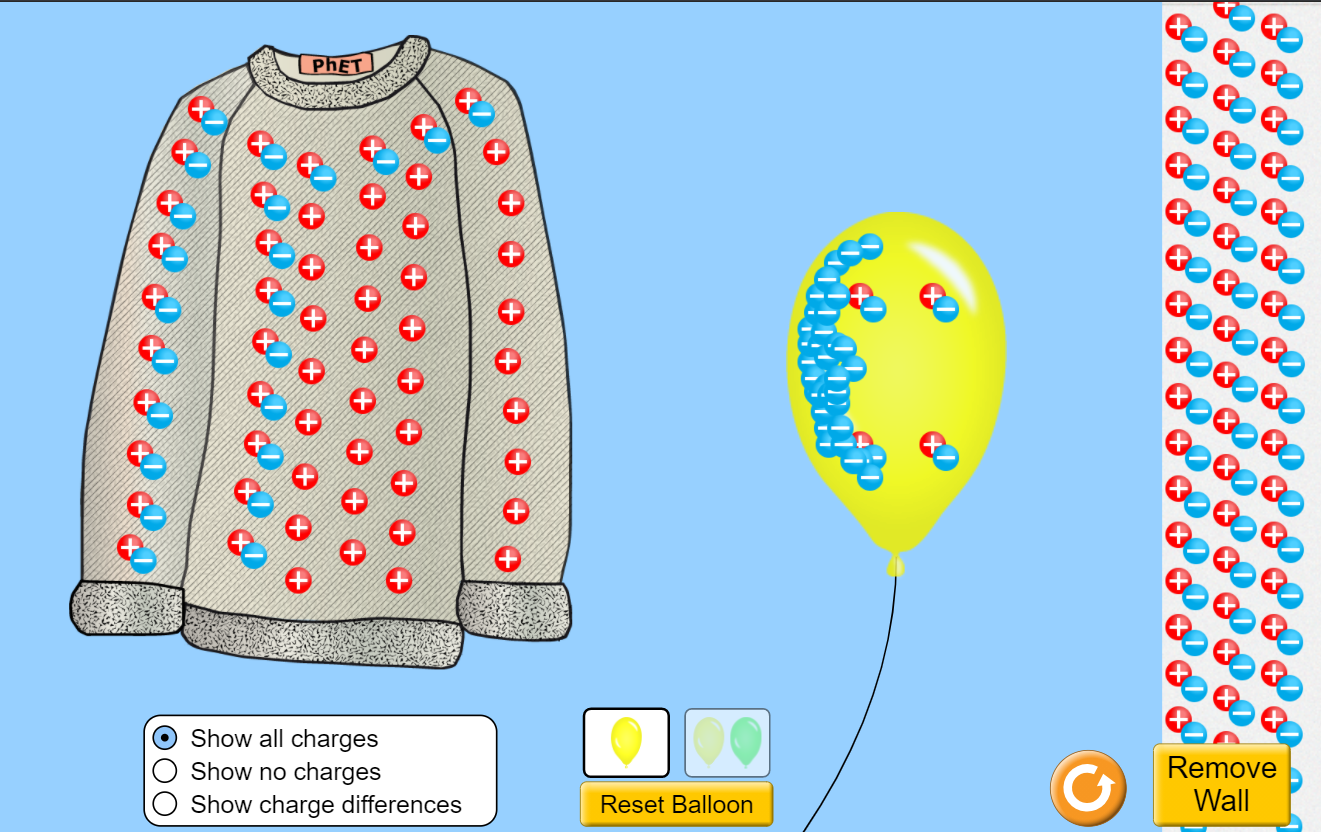 PhET
Show all charges
Show no charges
Show charge differences
Reset Balloon
Remove
Wall